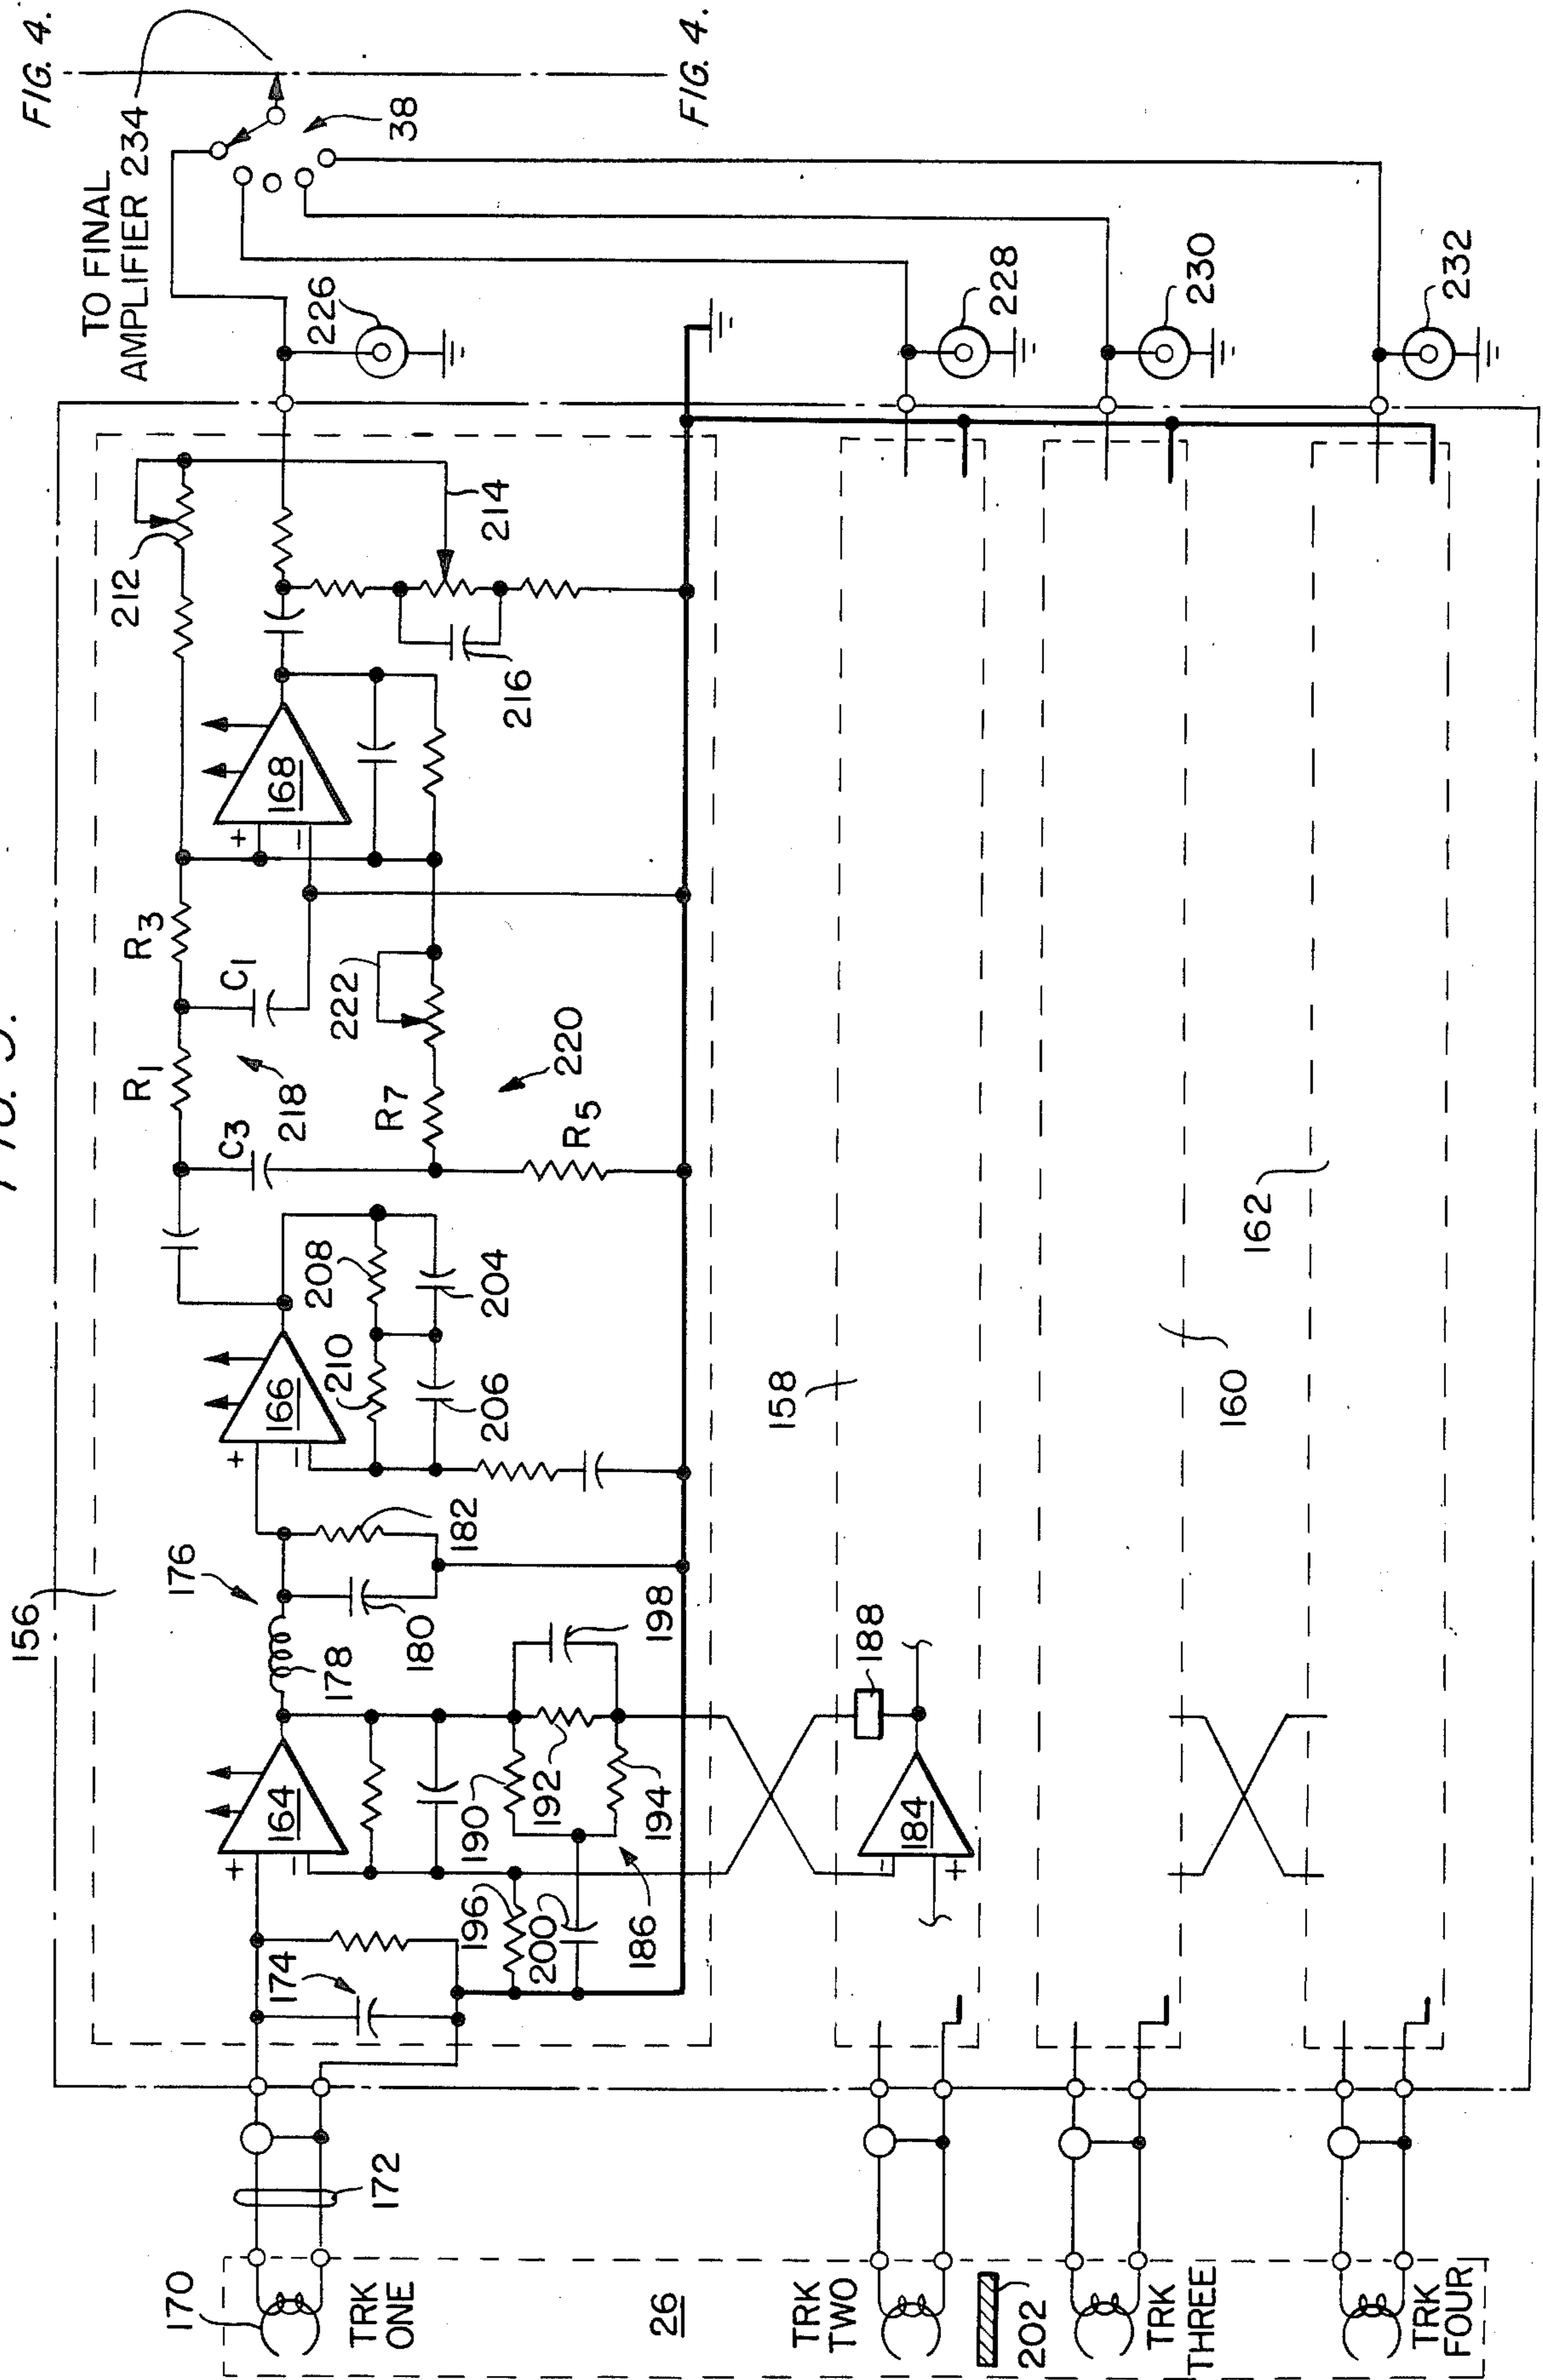 FIG. 4.
FIG. 4.
TO FINAL
AMPLIFIER 234
38
226
228
230
232
212
214
216
168
+
−
R3
C1
R1
C3
218
222
R7
220
R5
208
204
210
206
166
+
−
158
160
162
156
176
182
180
178
198
188
164
+
−
190
192
194
196
200
186
174
184
−
+
172
170
TRK
ONE
26
TRK
TWO
202
TRK
THREE
TRK
FOUR